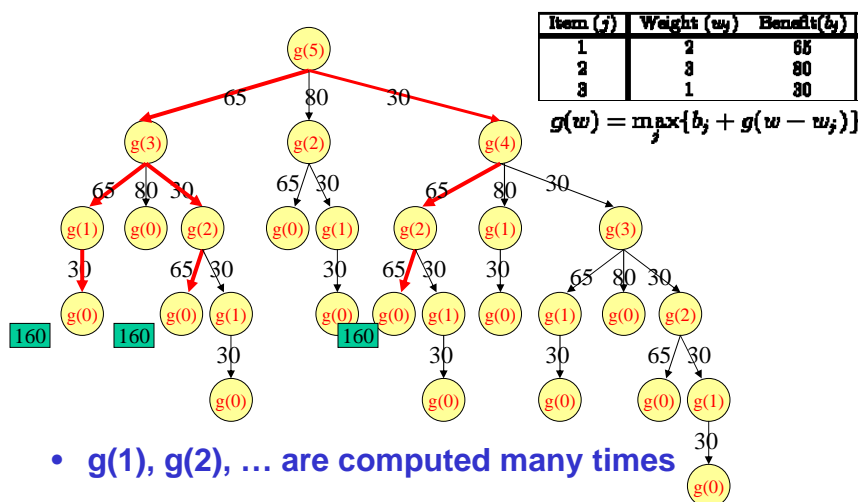 Item (j) Weight (wj) Benefit(bj)
1 2 65
2 3 80
3 1 30
g(w) = max{bj + g(w − wj)}
j
g(5)
65 80 30
g(3) g(2) g(4)
65 80 30 65 30 65 80 30
g(1) g(0) g(2) g(0) g(1) g(2) g(1) g(3)
30 65 30 30 65 30 30 65 80 30
g(0) g(0) g(1) g(0) g(0) g(1) g(0) g(1) g(0) g(2)
160 160 160
30 30 30 65 30
g(0) g(0) g(0) g(0) g(1)
30
• g(1), g(2), … are computed many times
g(0)